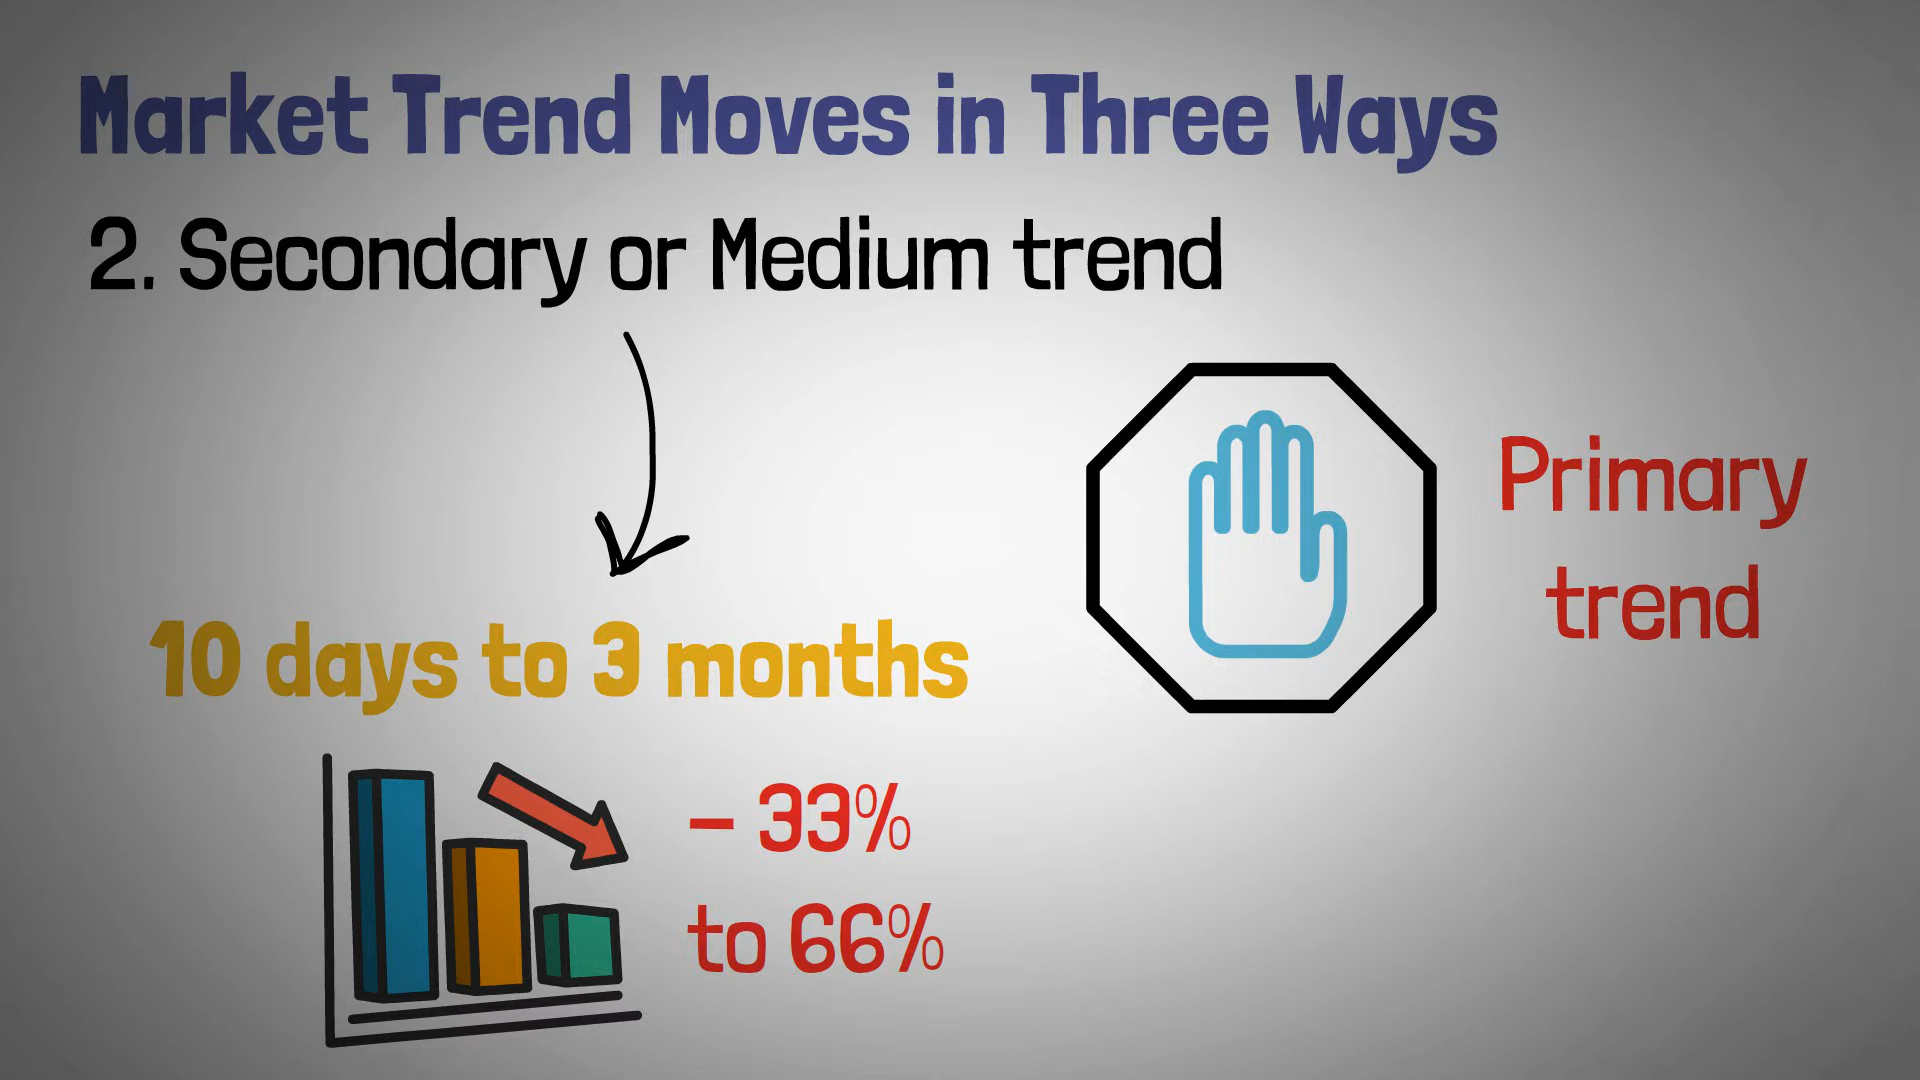 Market Trend Moves in Three Ways
2. Secondary or Medium trend
Primary
trend
10 days to 3 months
– 33%
to 66%